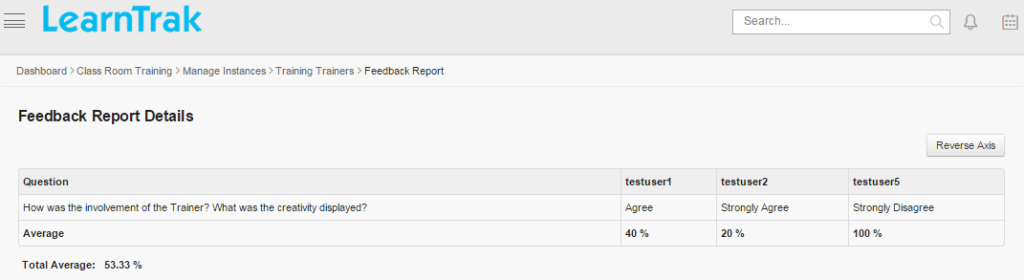 LearnTrak
Search...
Dashboard > Class Room Training > Manage Instances > Training Trainers > Feedback Report
Feedback Report Details
Reverse Axis
Question testuser1 testuser2 testuser5
How was the involvement of the Trainer? What was the creativity displayed? Agree Strongly Agree Strongly Disagree
Average 40 % 20 % 100 %
Total Average: 53.33 %